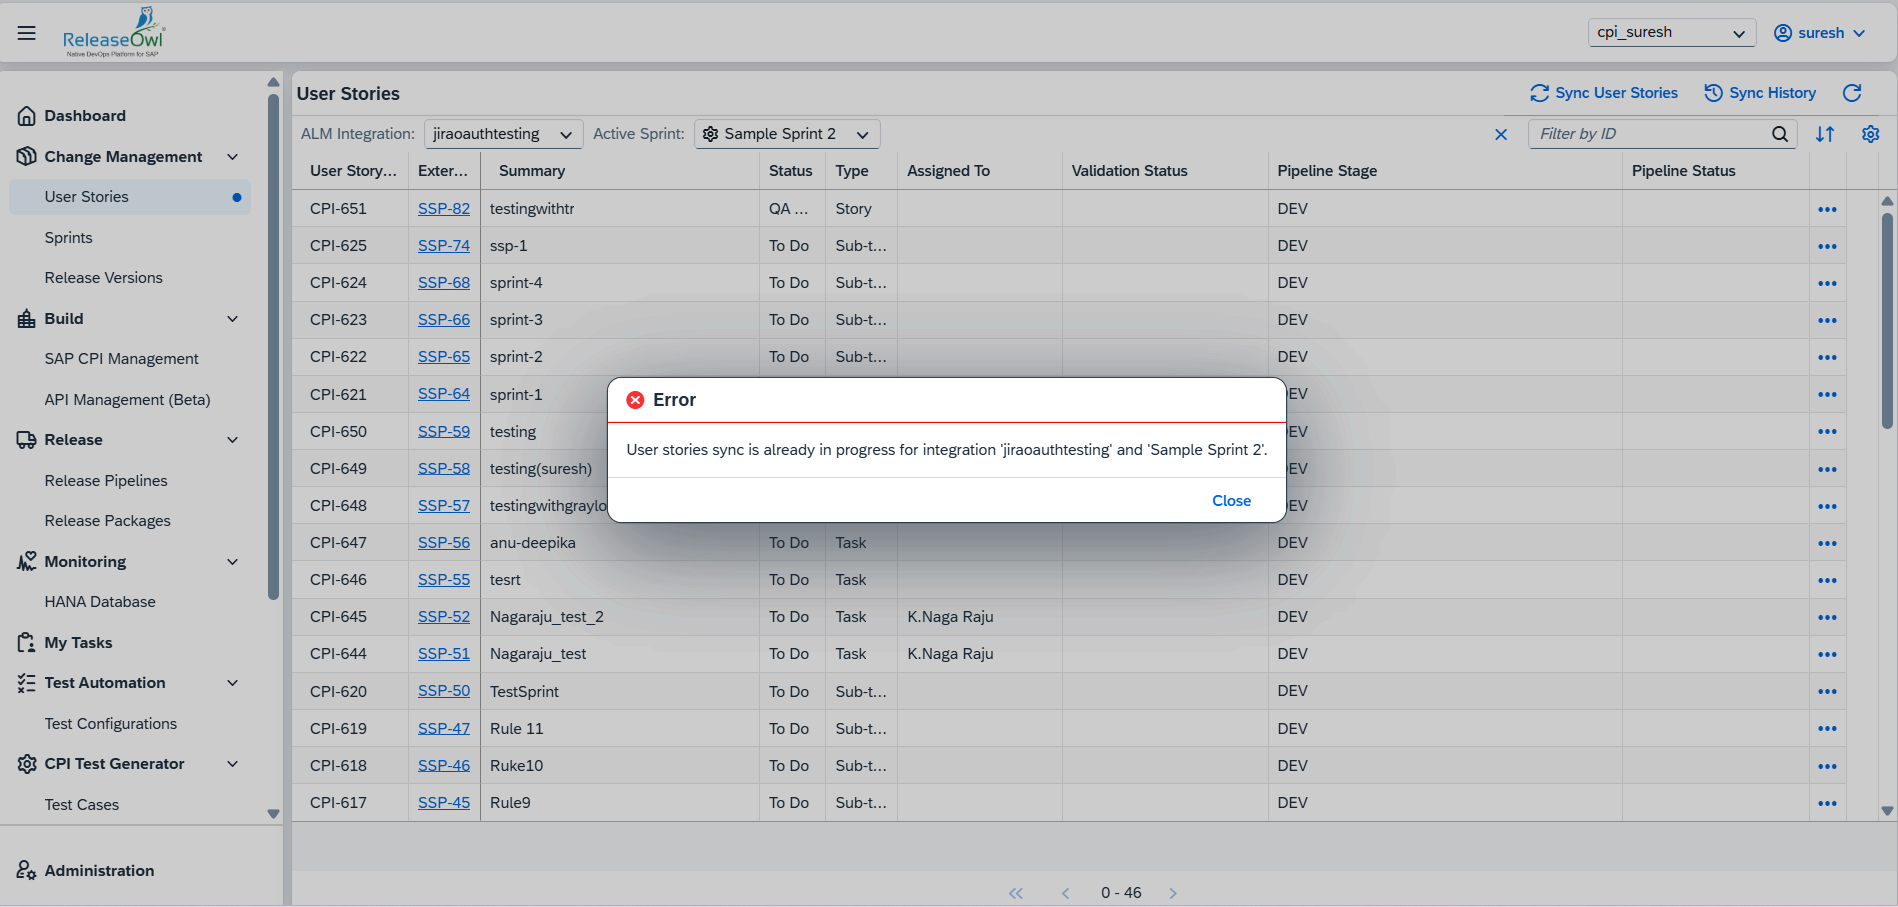 ReleaseOwl
Native DevOps Platform for SAP
cpi_suresh
suresh
Dashboard
Change Management
User Stories
Sprints
Release Versions
Build
SAP CPI Management
API Management (Beta)
Release
Release Pipelines
Release Packages
Monitoring
HANA Database
My Tasks
Test Automation
Test Configurations
CPI Test Generator
Test Cases
Administration
User Stories
Sync User Stories
Sync History
ALM Integration: jiraoauthtesting Active Sprint: Sample Sprint 2
Filter by ID
User Story... Exter... Summary Status Type Assigned To Validation Status Pipeline Stage Pipeline Status
CPI-651 SSP-82 testingwithtr QA ... Story DEV
CPI-625 SSP-74 ssp-1 To Do Sub-t... DEV
CPI-624 SSP-68 sprint-4 To Do Sub-t... DEV
CPI-623 SSP-66 sprint-3 To Do Sub-t... DEV
CPI-622 SSP-65 sprint-2 To Do Sub-t... DEV
CPI-621 SSP-64 sprint-1 EV
CPI-650 SSP-59 testing EV
CPI-649 SSP-58 testing(suresh) EV
CPI-648 SSP-57 testingwithgraylo EV
CPI-647 SSP-56 anu-deepika To Do Task DEV
CPI-646 SSP-55 tesrt To Do Task DEV
CPI-645 SSP-52 Nagaraju_test_2 To Do Task K.Naga Raju DEV
CPI-644 SSP-51 Nagaraju_test To Do Task K.Naga Raju DEV
CPI-620 SSP-50 TestSprint To Do Sub-t... DEV
CPI-619 SSP-47 Rule 11 To Do Sub-t... DEV
CPI-618 SSP-46 Ruke10 To Do Sub-t... DEV
CPI-617 SSP-45 Rule9 To Do Sub-t... DEV
Error
User stories sync is already in progress for integration 'jiraoauthtesting' and 'Sample Sprint 2'.
Close
0 - 46